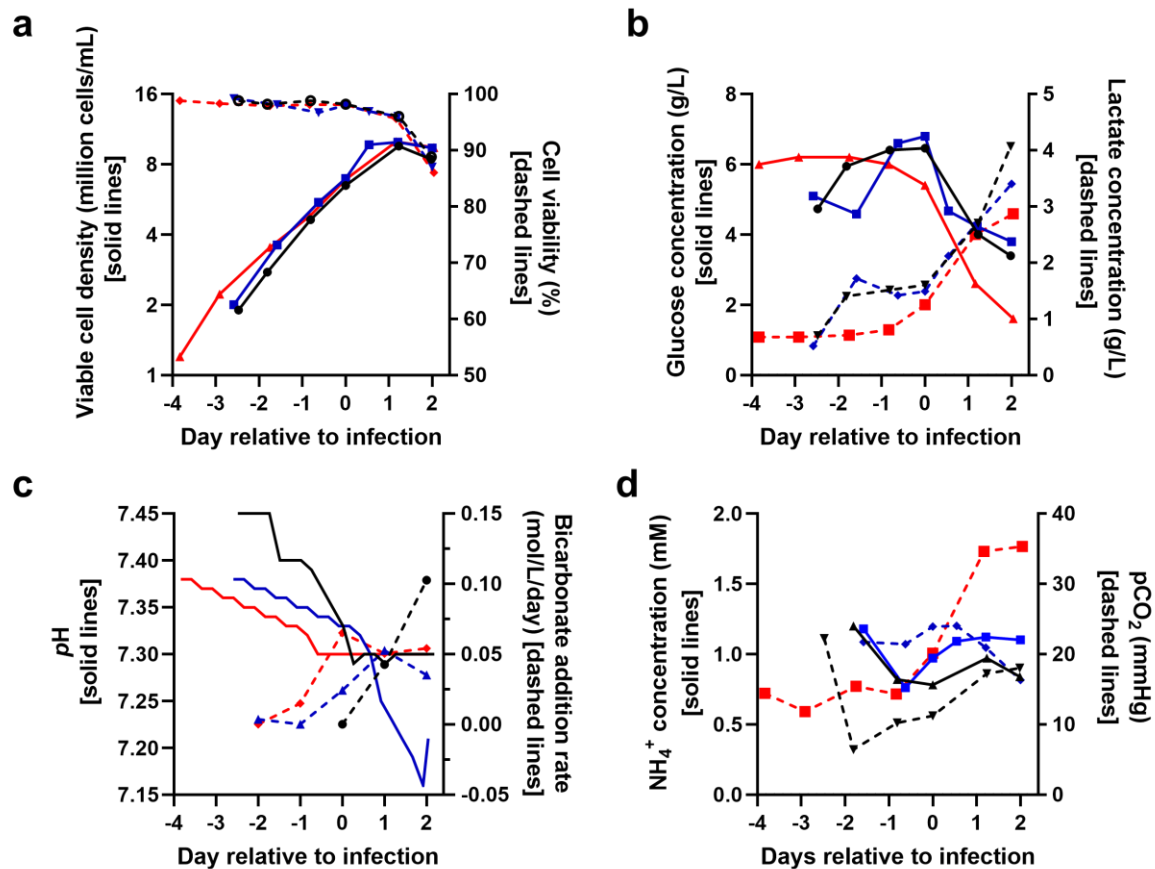 a
Viable cell density (million cells/mL)
[solid lines]
16
8
4
2
1
100
90
80
70
60
50
Cell viability (%)
[dashed lines]
-4 -3 -2 -1 0 1 2
Day relative to infection
b
Glucose concentration (g/L)
[solid lines]
8
6
4
2
0
5
4
3
2
1
0
Lactate concentration (g/L)
[dashed lines]
-4 -3 -2 -1 0 1 2
Day relative to infection
c
pH
[solid lines]
7.45
7.40
7.35
7.30
7.25
7.20
7.15
0.15
0.10
0.05
0.00
-0.05
Bicarbonate addition rate
(mol/L/day) [dashed lines]
-4 -3 -2 -1 0 1 2
Day relative to infection
d
NH₄⁺ concentration (mM)
[solid lines]
2.0
1.5
1.0
0.5
0.0
40
30
20
10
0
pCO₂ (mmHg)
[dashed lines]
-4 -3 -2 -1 0 1 2
Days relative to infection